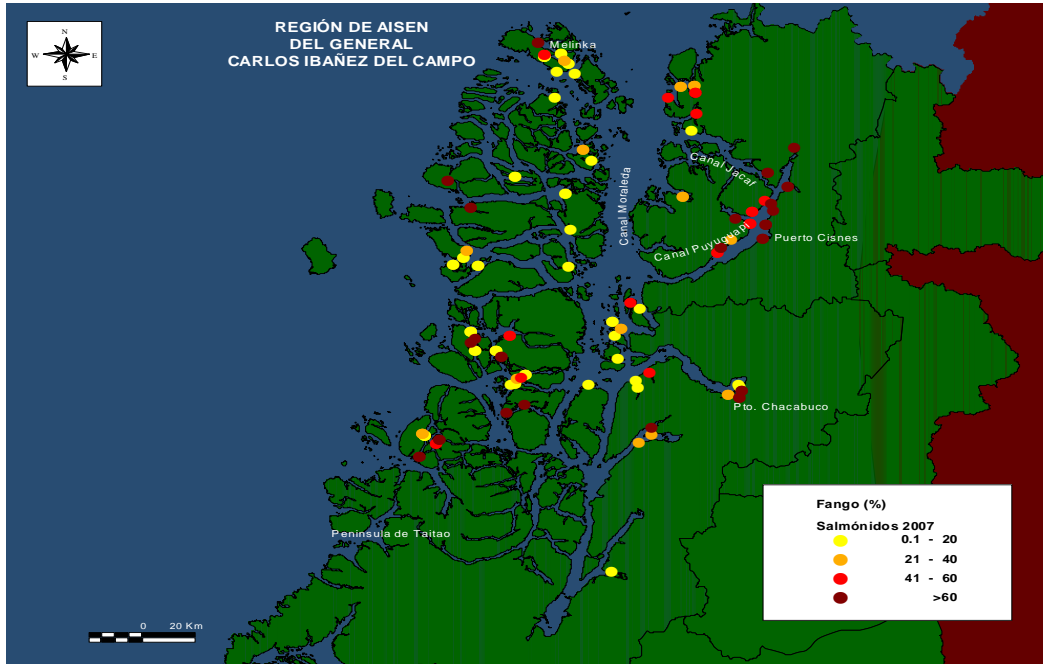 REGIÓN DE AISEN
DEL GENERAL
CARLOS IBAÑEZ DEL CAMPO
N
W E
S
Melinka
Canal Moraleda
Canal Jacaf
Canal Puyuguapi
Puerto Cisnes
Pto. Chacabuco
Península de Taitao
Fango (%)
Salmónidos 2007
0.1 - 20
21 - 40
41 - 60
>60
0 20 Km